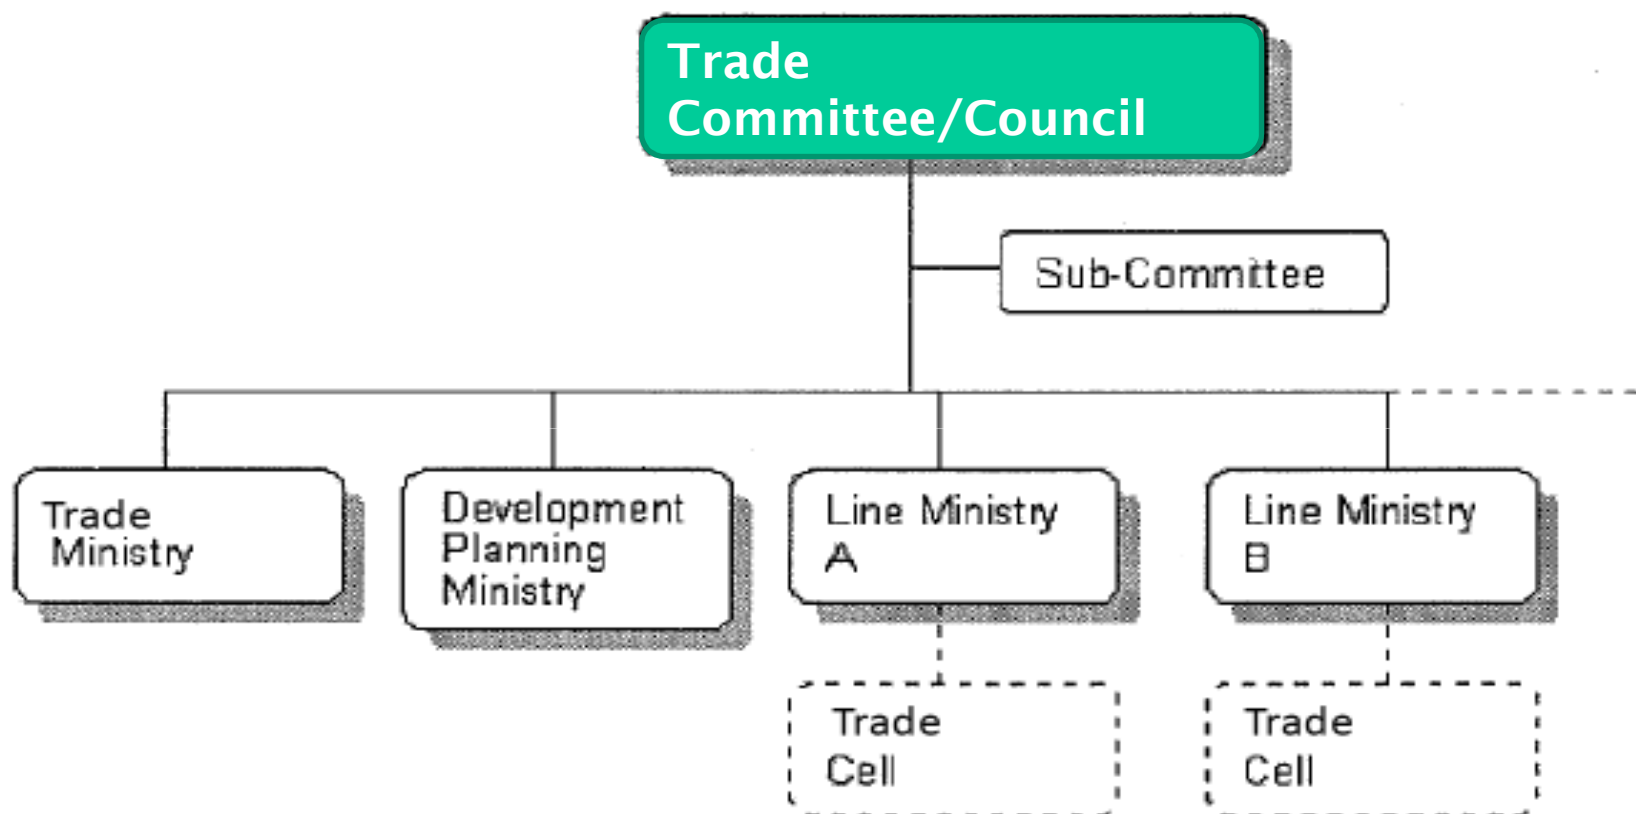 Trade
Committee/Council
Sub-Committee
Trade
Ministry
Development
Planning
Ministry
Line Ministry
A
Line Ministry
B
Trade
Cell
Trade
Cell